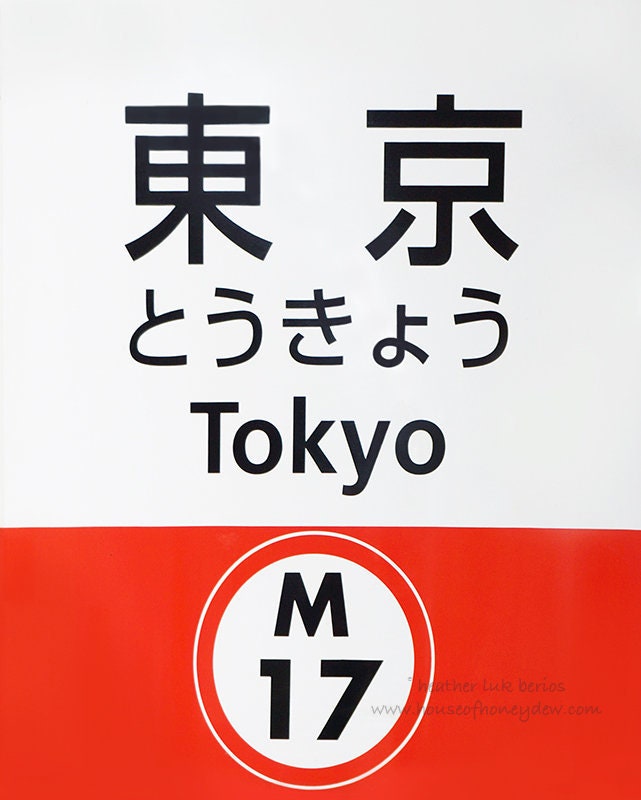 東京
とうきょう
Tokyo
M
17
© heather luk berios
www.houseofhoneydew.com